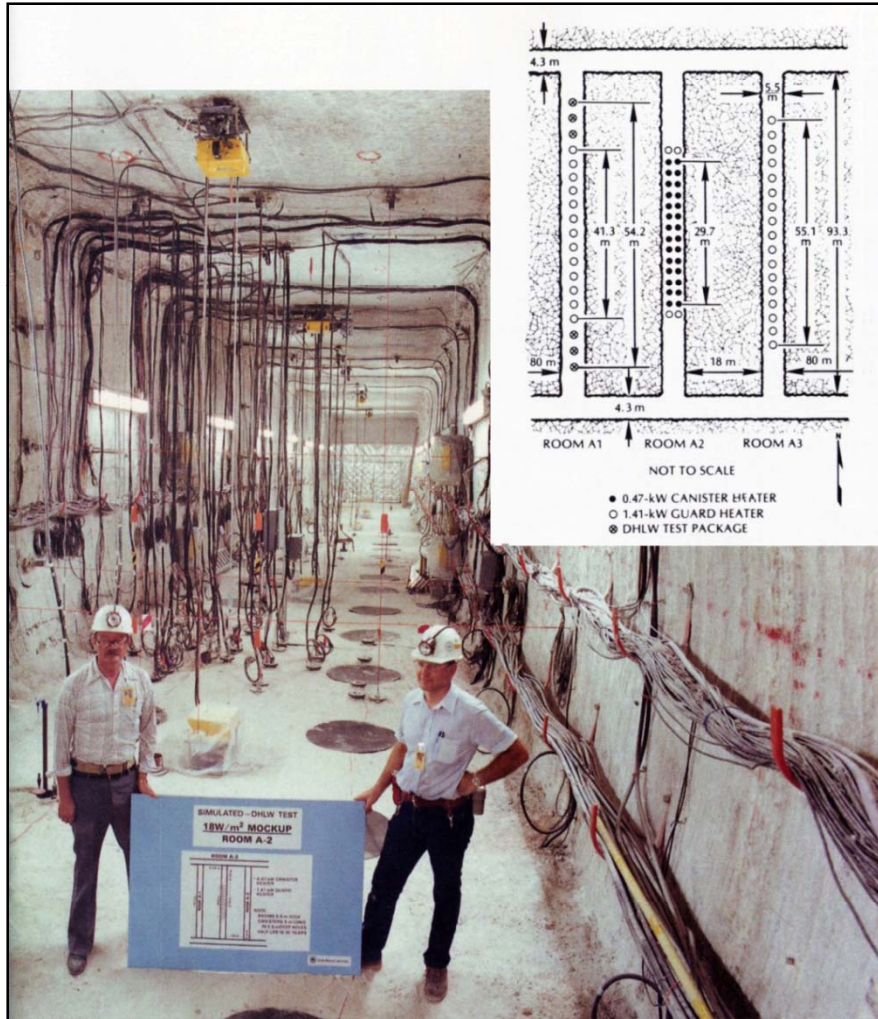 4.3 m
5.5
m
41.3
m
54.2
m
29.7
m
55.1
m
93.3
m
80 m
18 m
80 m
4.3 m
ROOM A1 ROOM A2 ROOM A3
N
NOT TO SCALE
● 0.47-kW CANISTER HEATER
○ 1.41-kW GUARD HEATER
⊗ DHLW TEST PACKAGE
SIMULATED-DHLW TEST
18W/m² MOCKUP
ROOM A-2
ROOM A-2